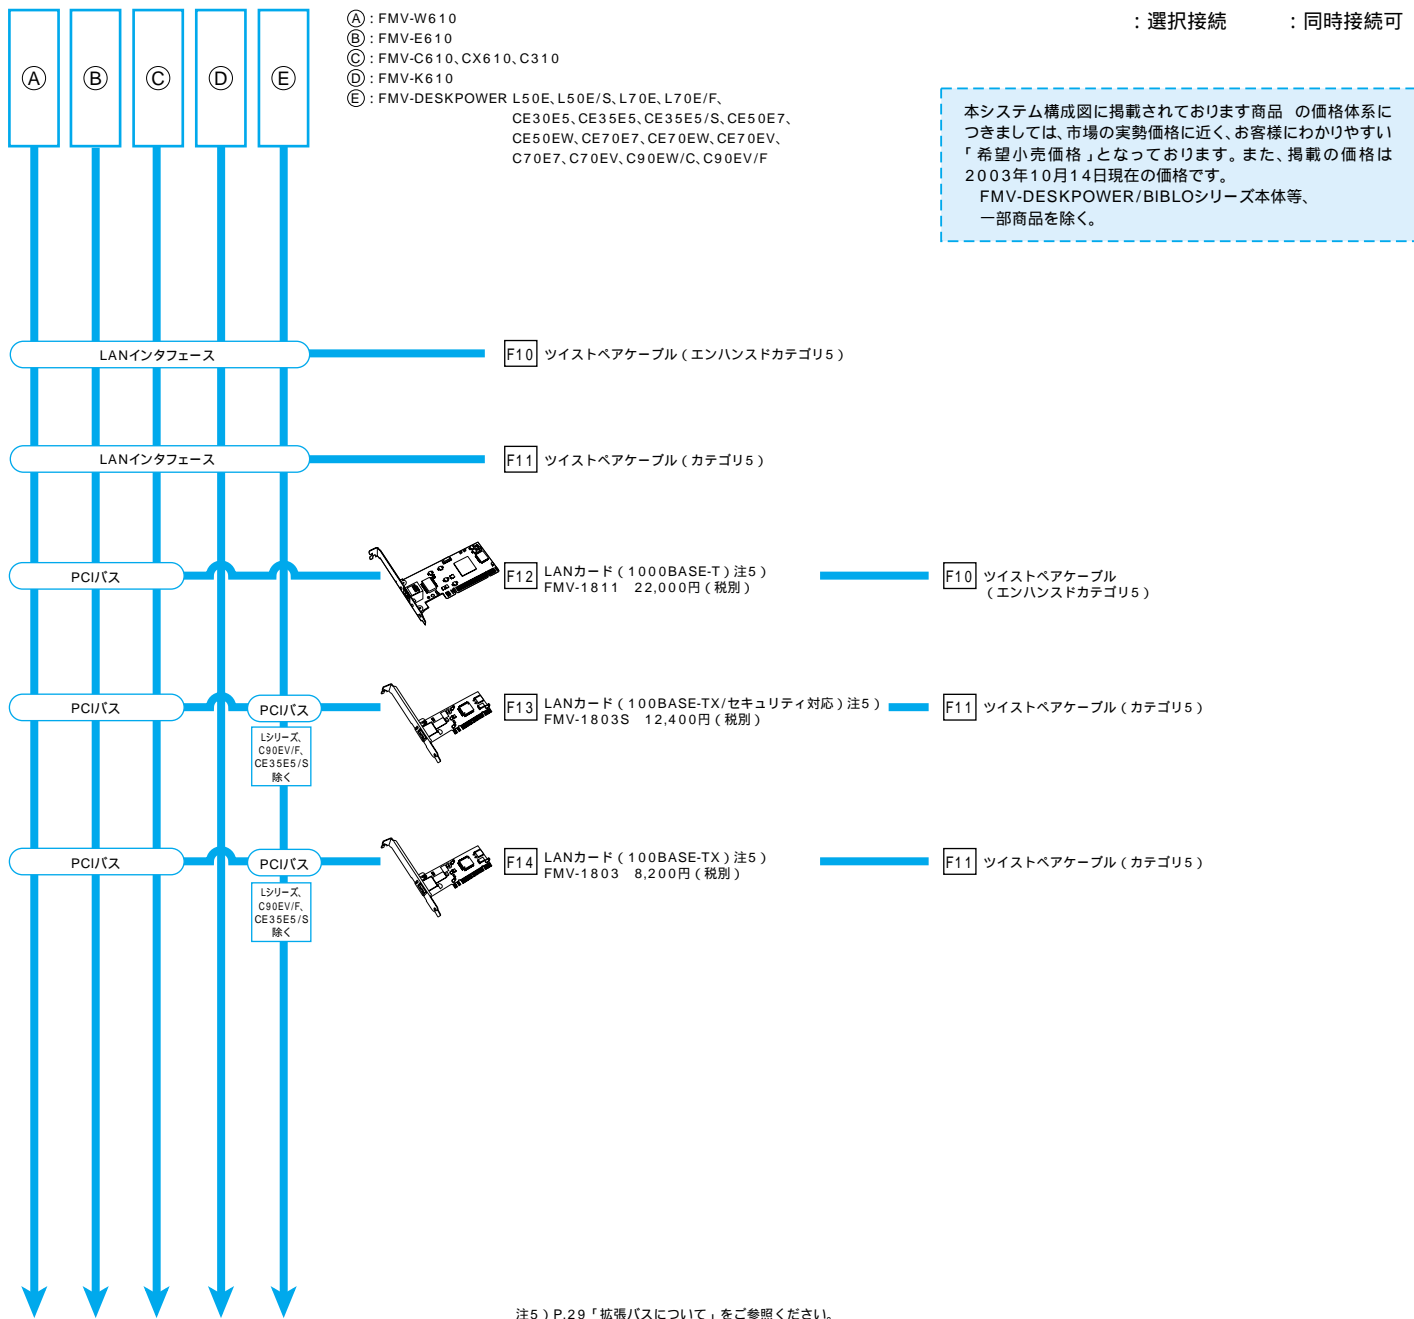 A
B
C
D
E
A : FMV-W610
B : FMV-E610
C : FMV-C610、CX610、C310
D : FMV-K610
E : FMV-DESKPOWER L50E、L50E/S、L70E、L70E/F、
CE30E5、CE35E5、CE35E5/S、CE50E7、
CE50EW、CE70E7、CE70EW、CE70EV、
C70E7、C70EV、C90EW/C、C90EV/F
：選択接続　　：同時接続可
本システム構成図に掲載されております商品　の価格体系に
つきましては、市場の実勢価格に近く、お客様にわかりやすい
「希望小売価格」となっております。また、掲載の価格は
2003年10月14日現在の価格です。
FMV-DESKPOWER/BIBLOシリーズ本体等、
一部商品を除く。
LANインタフェース
F10 ツイストペアケーブル（エンハンスドカテゴリ5）
LANインタフェース
F11 ツイストペアケーブル（カテゴリ5）
PCIバス
F12 LANカード（1000BASE-T）注5）
FMV-1811　22,000円（税別）
F10 ツイストペアケーブル
（エンハンスドカテゴリ5）
PCIバス
PCIバス
Lシリーズ、
C90EV/F、
CE35E5/S
除く
F13 LANカード（100BASE-TX/セキュリティ対応）注5）
FMV-1803S　12,400円（税別）
F11 ツイストペアケーブル（カテゴリ5）
PCIバス
PCIバス
Lシリーズ、
C90EV/F、
CE35E5/S
除く
F14 LANカード（100BASE-TX）注5）
FMV-1803　8,200円（税別）
F11 ツイストペアケーブル（カテゴリ5）
注5）P.29「拡張バスについて」をご参照ください。